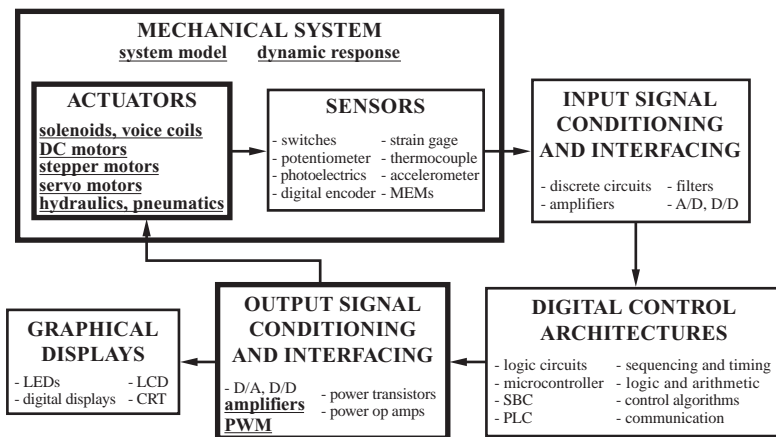 MECHANICAL SYSTEM
system model dynamic response
ACTUATORS
solenoids, voice coils
DC motors
stepper motors
servo motors
hydraulics, pneumatics
SENSORS
- switches - strain gage
- potentiometer - thermocouple
- photoelectrics - accelerometer
- digital encoder - MEMs
INPUT SIGNAL
CONDITIONING
AND INTERFACING
- discrete circuits - filters
- amplifiers - A/D, D/D
GRAPHICAL
DISPLAYS
- LEDs - LCD
- digital displays - CRT
OUTPUT SIGNAL
CONDITIONING
AND INTERFACING
- D/A, D/D - power transistors
amplifiers - power op amps
PWM
DIGITAL CONTROL
ARCHITECTURES
- logic circuits - sequencing and timing
- microcontroller - logic and arithmetic
- SBC - control algorithms
- PLC - communication